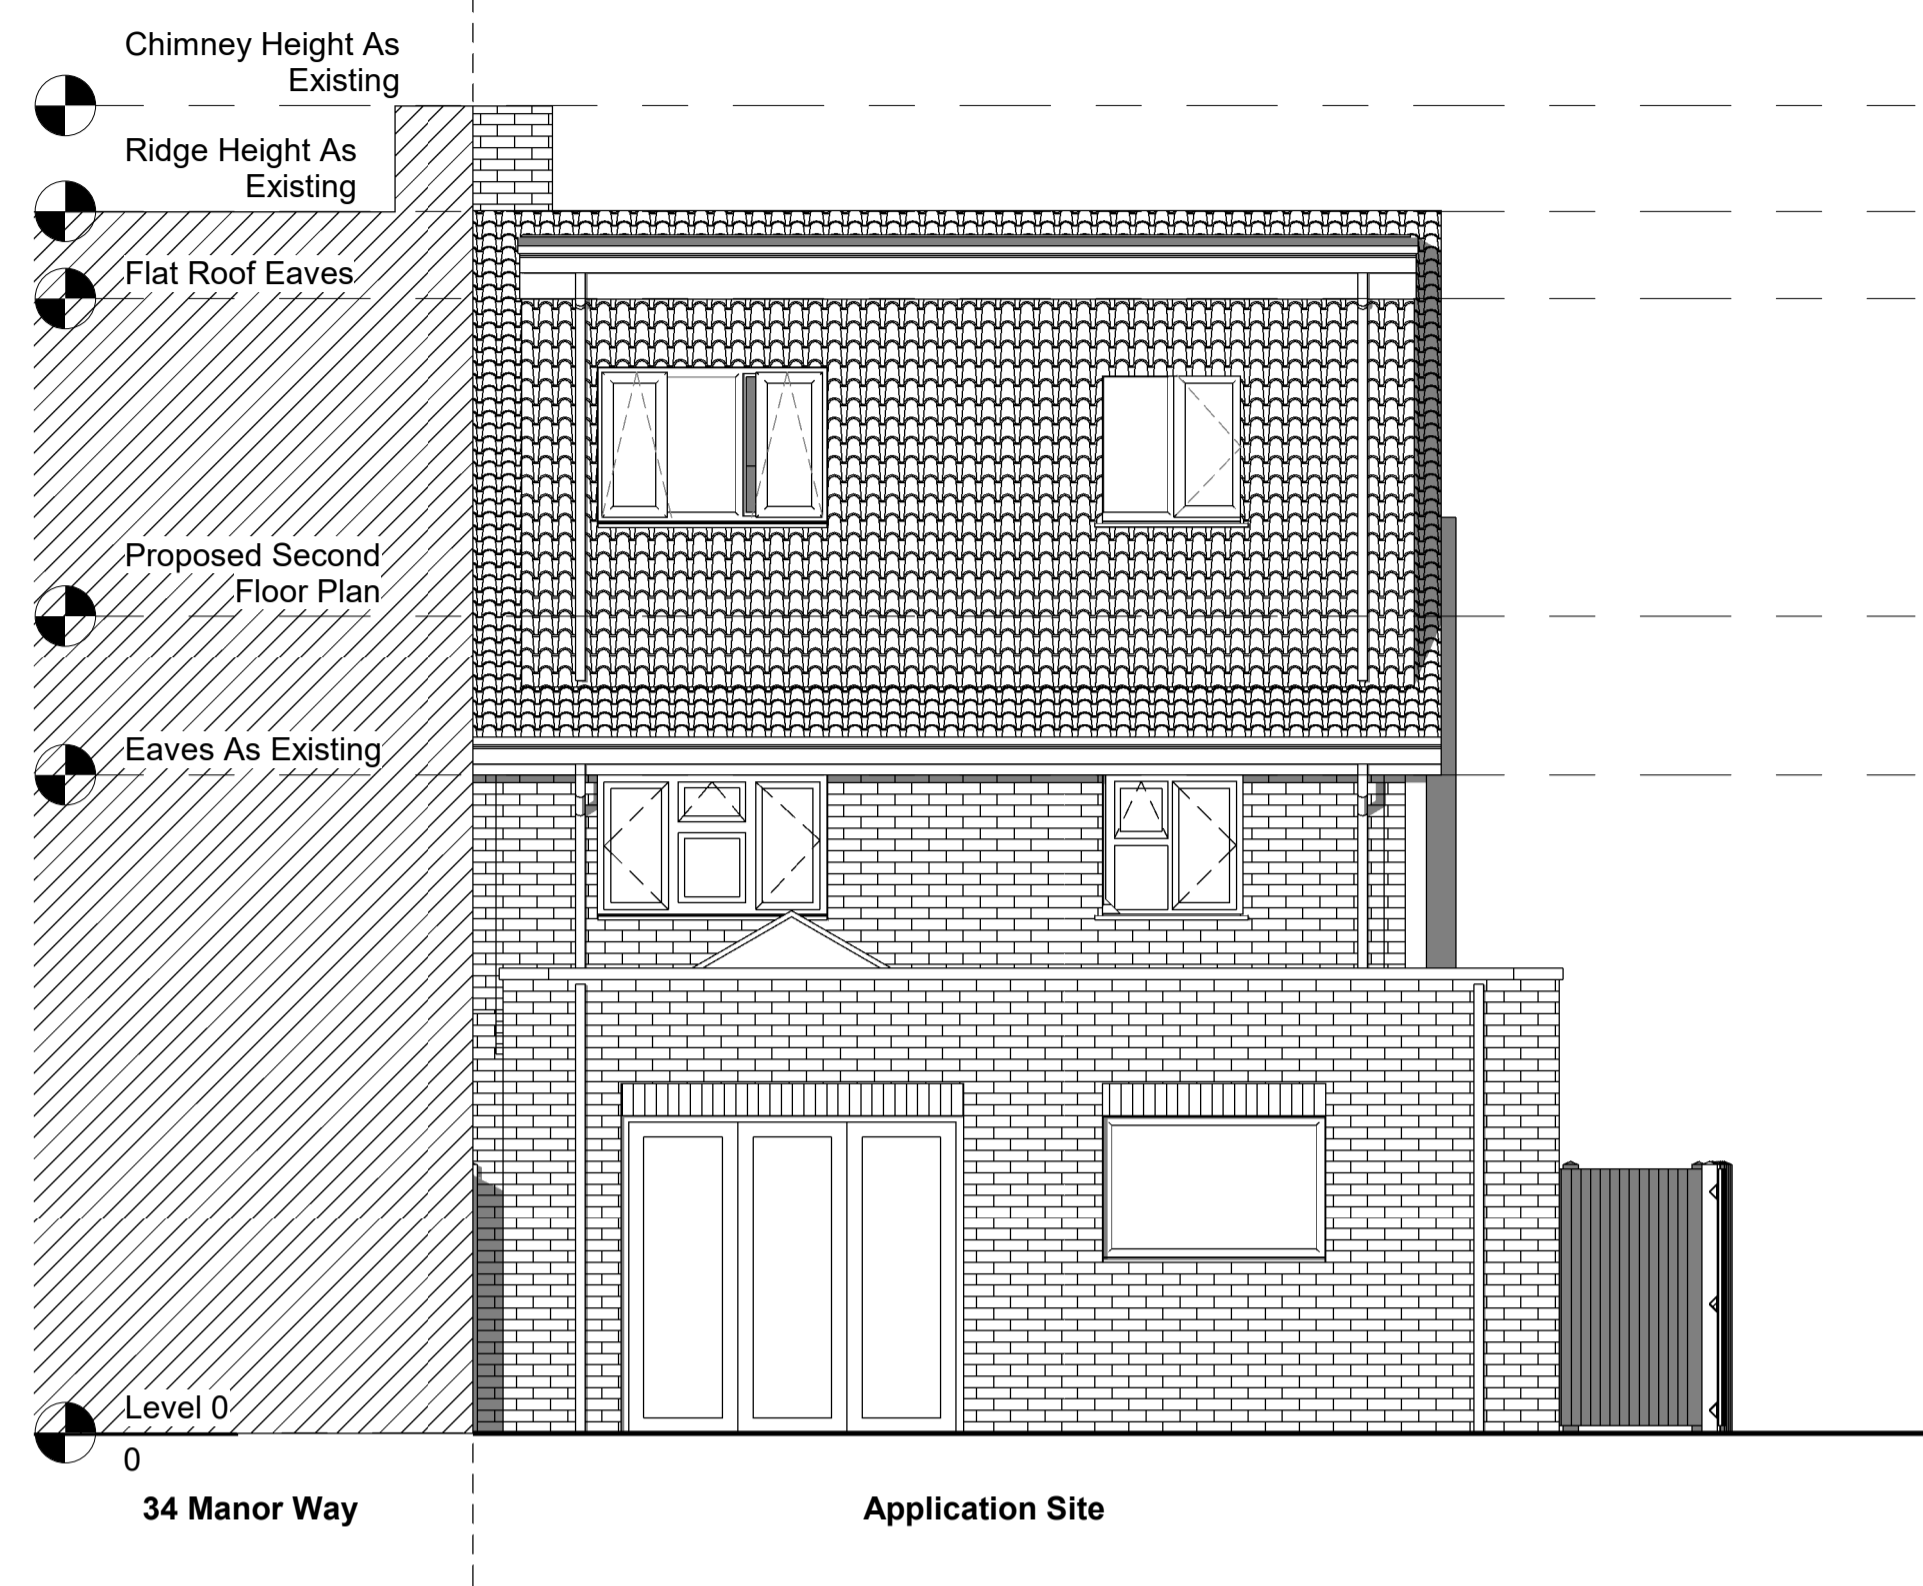 Chimney Height As
Existing
Ridge Height As
Existing
Flat Roof Eaves
Proposed Second
Floor Plan
Eaves As Existing
Level 0
0
34 Manor Way
Application Site